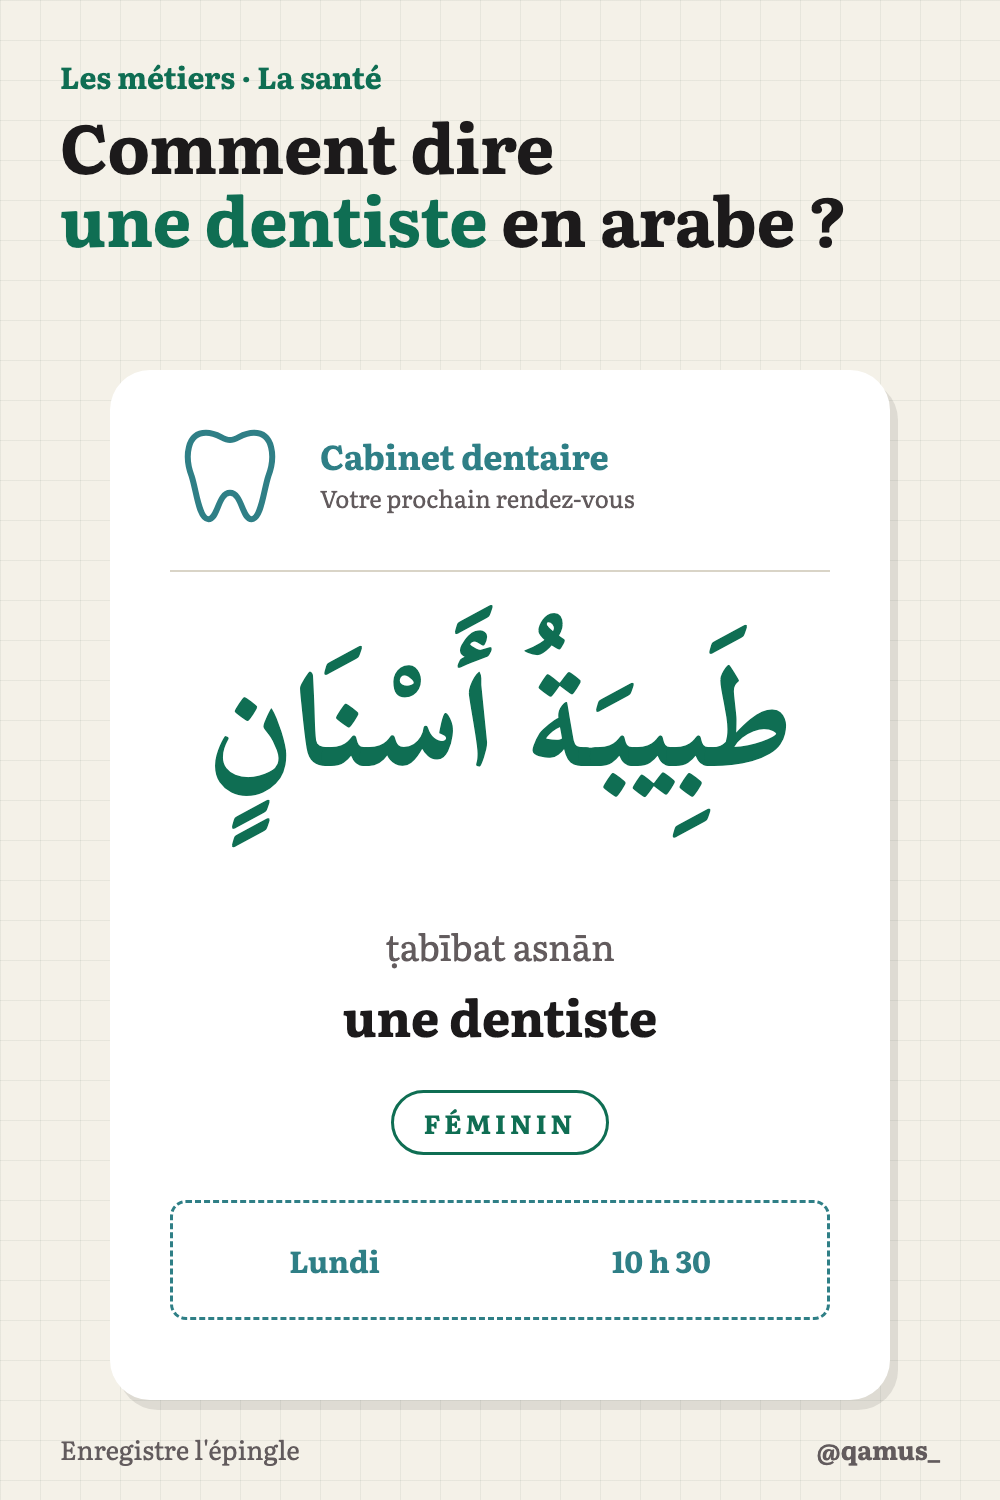 Les métiers · La santé
Comment dire
une dentiste en arabe ?
Cabinet dentaire
Votre prochain rendez-vous
طَبِيبَةُ أَسْنَانٍ
ṭabībat asnān
une dentiste
FÉMININ
Lundi 10 h 30
Enregistre l'épingle @qamus_